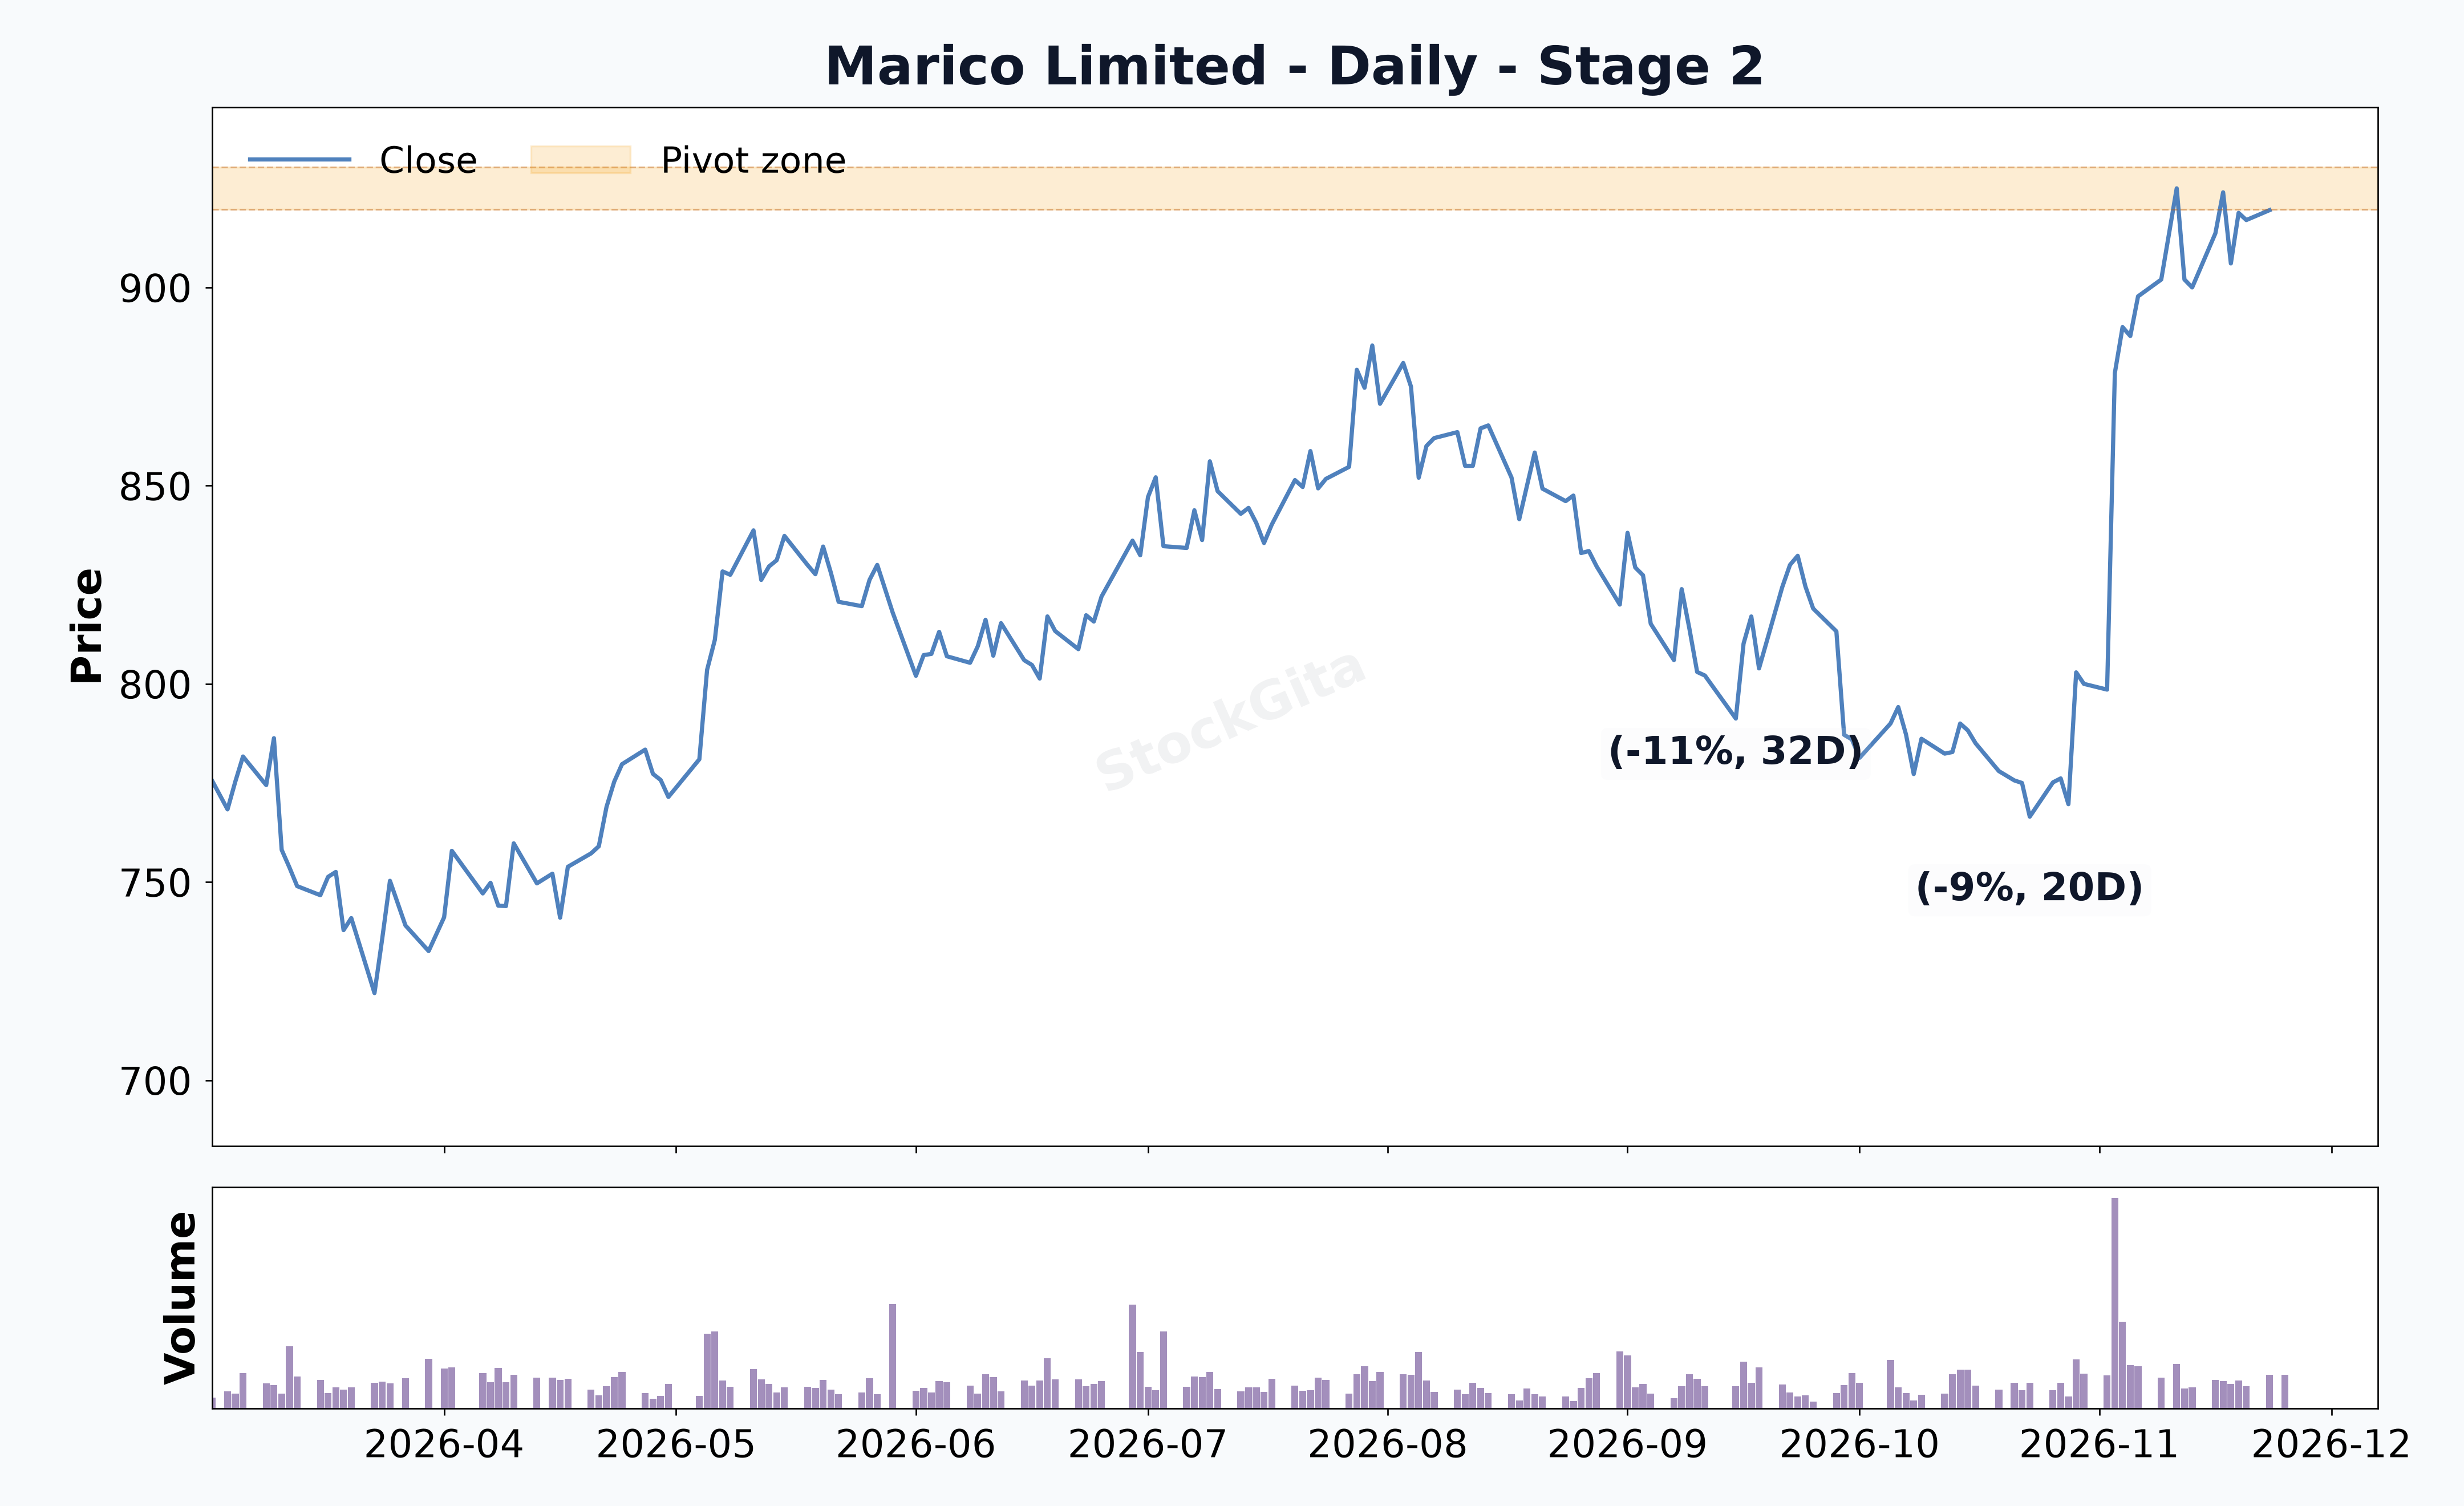 Marico Limited - Daily - Stage 2
Close
Pivot zone
Price
900
850
800
750
700
StockGita
(-11%, 32D)
(-9%, 20D)
Volume
2026-04
2026-05
2026-06
2026-07
2026-08
2026-09
2026-10
2026-11
2026-12